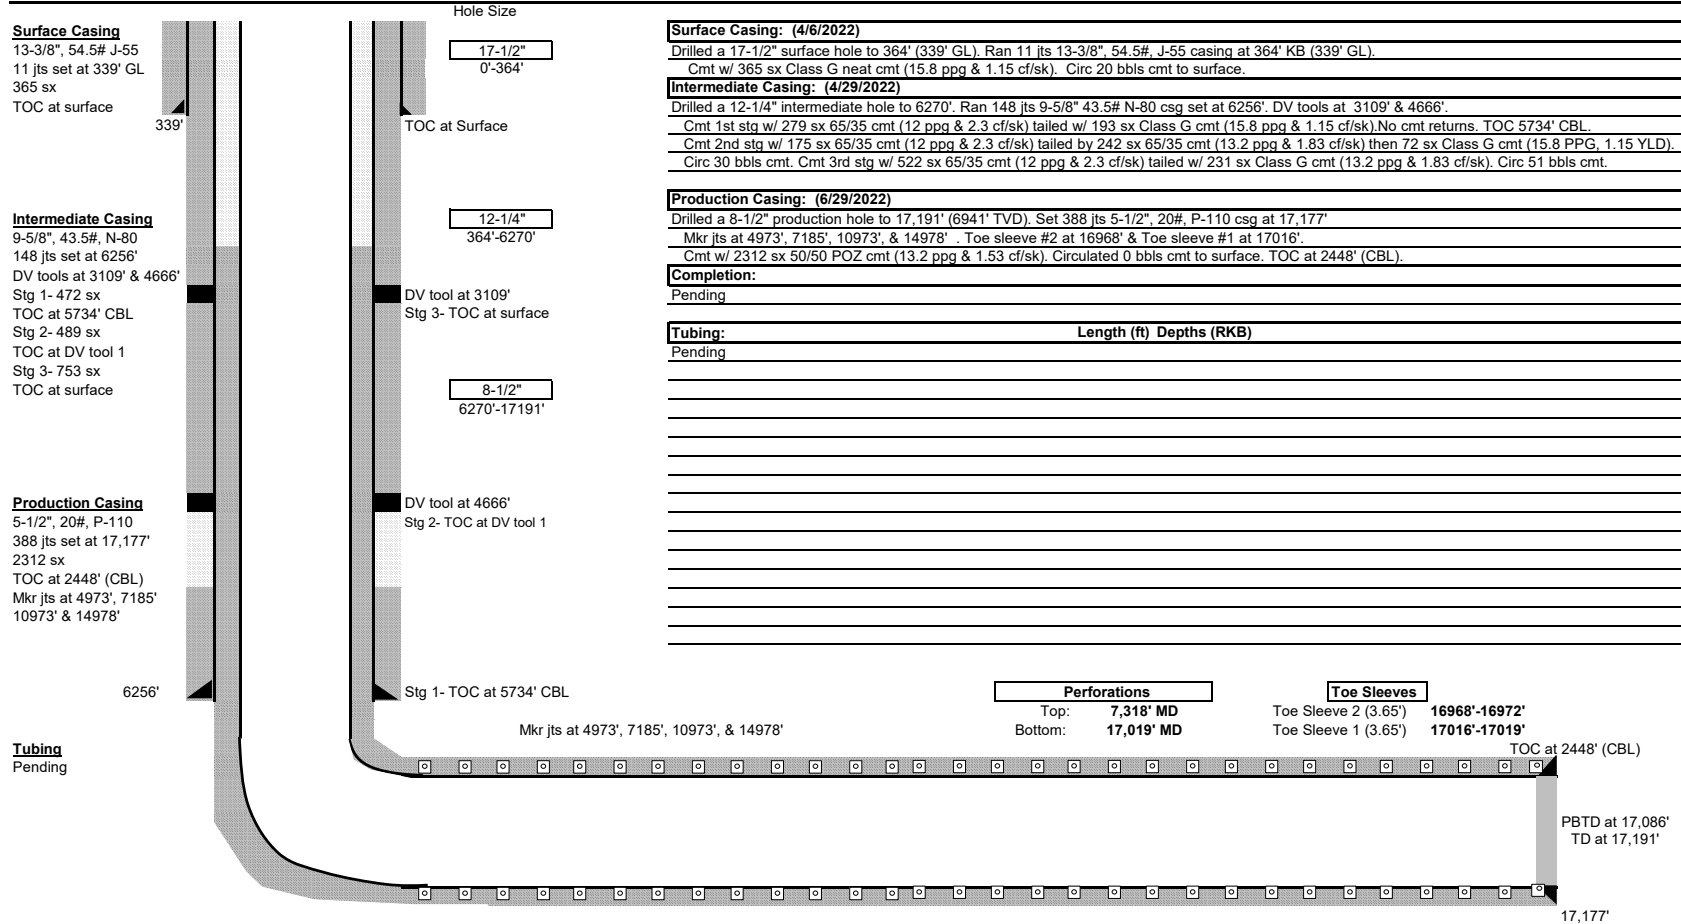 Hole Size
Surface Casing
13-3/8", 54.5# J-55
11 jts set at 339' GL
365 sx
TOC at surface
339'
TOC at Surface
17-1/2"
0'-364'
Surface Casing: (4/6/2022)
Drilled a 17-1/2" surface hole to 364' (339' GL). Ran 11 jts 13-3/8", 54.5#, J-55 casing at 364' KB (339' GL).
Cmt w/ 365 sx Class G neat cmt (15.8 ppg & 1.15 cf/sk). Circ 20 bbls cmt to surface.
Intermediate Casing: (4/29/2022)
Drilled a 12-1/4" intermediate hole to 6270'. Ran 148 jts 9-5/8" 43.5# N-80 csg set at 6256'. DV tools at 3109' & 4666'.
Cmt 1st stg w/ 279 sx 65/35 cmt (12 ppg & 2.3 cf/sk) tailed w/ 193 sx Class G cmt (15.8 ppg & 1.15 cf/sk).No cmt returns. TOC 5734' CBL.
Cmt 2nd stg w/ 175 sx 65/35 cmt (12 ppg & 2.3 cf/sk) tailed by 242 sx 65/35 cmt (13.2 ppg & 1.83 cf/sk) then 72 sx Class G cmt (15.8 PPG, 1.15 YLD).
Circ 30 bbls cmt. Cmt 3rd stg w/ 522 sx 65/35 cmt (12 ppg & 2.3 cf/sk) tailed w/ 231 sx Class G cmt (13.2 ppg & 1.83 cf/sk). Circ 51 bbls cmt.
Production Casing: (6/29/2022)
Drilled a 8-1/2" production hole to 17,191' (6941' TVD). Set 388 jts 5-1/2", 20#, P-110 csg at 17,177'
Mkr jts at 4973', 7185', 10973', & 14978' . Toe sleeve #2 at 16968' & Toe sleeve #1 at 17016'.
Cmt w/ 2312 sx 50/50 POZ cmt (13.2 ppg & 1.53 cf/sk). Circulated 0 bbls cmt to surface. TOC at 2448' (CBL).
Completion:
Pending
Tubing: Length (ft) Depths (RKB)
Pending
Intermediate Casing
9-5/8", 43.5#, N-80
148 jts set at 6256'
DV tools at 3109' & 4666'
Stg 1- 472 sx
TOC at 5734' CBL
Stg 2- 489 sx
TOC at DV tool 1
Stg 3- 753 sx
TOC at surface
12-1/4"
364'-6270'
DV tool at 3109'
Stg 3- TOC at surface
8-1/2"
6270'-17191'
Production Casing
5-1/2", 20#, P-110
388 jts set at 17,177'
2312 sx
TOC at 2448' (CBL)
Mkr jts at 4973', 7185'
10973' & 14978'
DV tool at 4666'
Stg 2- TOC at DV tool 1
6256'
Stg 1- TOC at 5734' CBL
Mkr jts at 4973', 7185', 10973', & 14978'
Perforations
Top: 7,318' MD
Bottom: 17,019' MD
Toe Sleeves
Toe Sleeve 2 (3.65') 16968'-16972'
Toe Sleeve 1 (3.65') 17016'-17019'
Tubing
Pending
TOC at 2448' (CBL)
PBTD at 17,086'
TD at 17,191'
17,177'